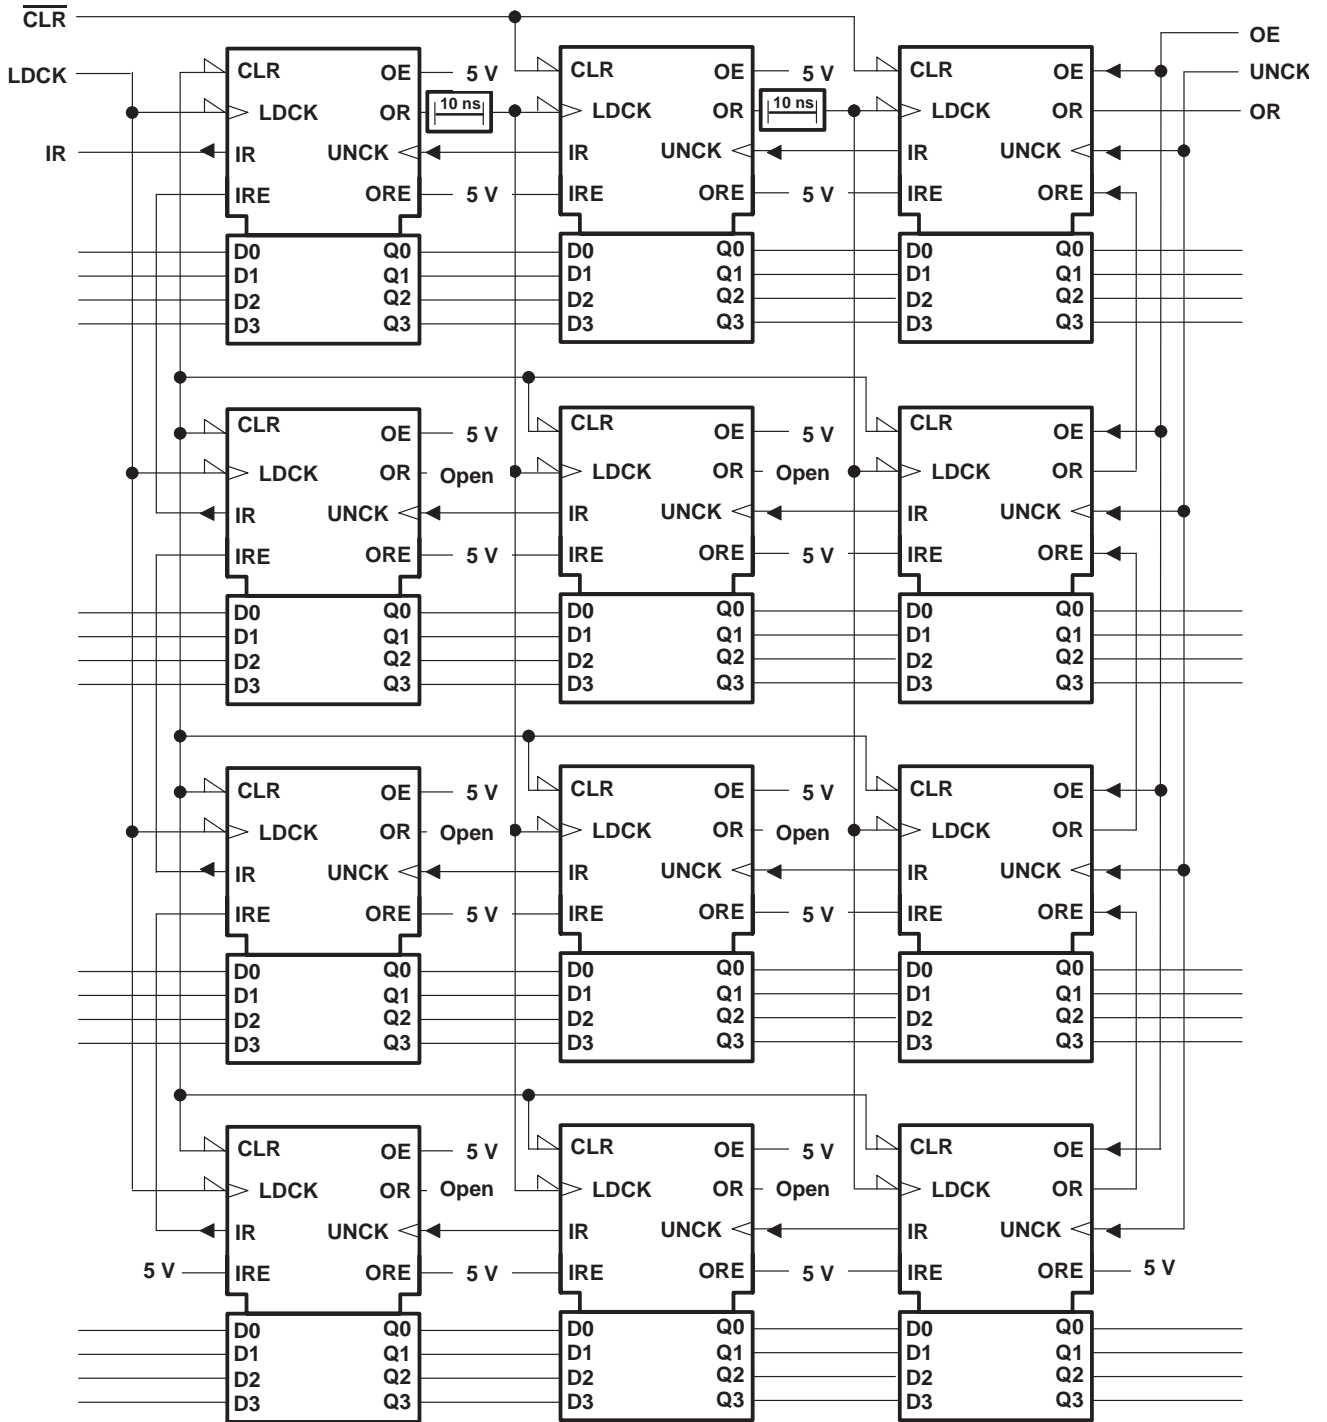 CLR OE
LDCK CLR OE 5 V CLR OE 5 V CLR OE UNCK
LDCK OR 10 ns LDCK OR 10 ns LDCK OR OR
IR IR UNCK IR UNCK IR UNCK
IRE ORE 5 V IRE ORE 5 V IRE ORE
D0 Q0 D0 Q0 D0 Q0
D1 Q1 D1 Q1 D1 Q1
D2 Q2 D2 Q2 D2 Q2
D3 Q3 D3 Q3 D3 Q3
CLR OE 5 V CLR OE 5 V CLR OE
LDCK OR Open LDCK OR Open LDCK OR
IR UNCK IR UNCK IR UNCK
IRE ORE 5 V IRE ORE 5 V IRE ORE
D0 Q0 D0 Q0 D0 Q0
D1 Q1 D1 Q1 D1 Q1
D2 Q2 D2 Q2 D2 Q2
D3 Q3 D3 Q3 D3 Q3
CLR OE 5 V CLR OE 5 V CLR OE
LDCK OR Open LDCK OR Open LDCK OR
IR UNCK IR UNCK IR UNCK
IRE ORE 5 V IRE ORE 5 V IRE ORE
D0 Q0 D0 Q0 D0 Q0
D1 Q1 D1 Q1 D1 Q1
D2 Q2 D2 Q2 D2 Q2
D3 Q3 D3 Q3 D3 Q3
CLR OE 5 V CLR OE 5 V CLR OE
LDCK OR Open LDCK OR Open LDCK OR
IR UNCK IR UNCK IR UNCK
5 V IRE ORE 5 V IRE ORE 5 V IRE ORE 5 V
D0 Q0 D0 Q0 D0 Q0
D1 Q1 D1 Q1 D1 Q1
D2 Q2 D2 Q2 D2 Q2
D3 Q3 D3 Q3 D3 Q3